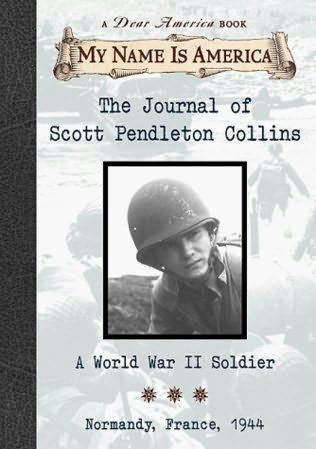 A Dear America BOOK
MY NAME IS AMERICA
The Journal of
Scott Pendleton Collins
A World War II Soldier
Normandy, France, 1944